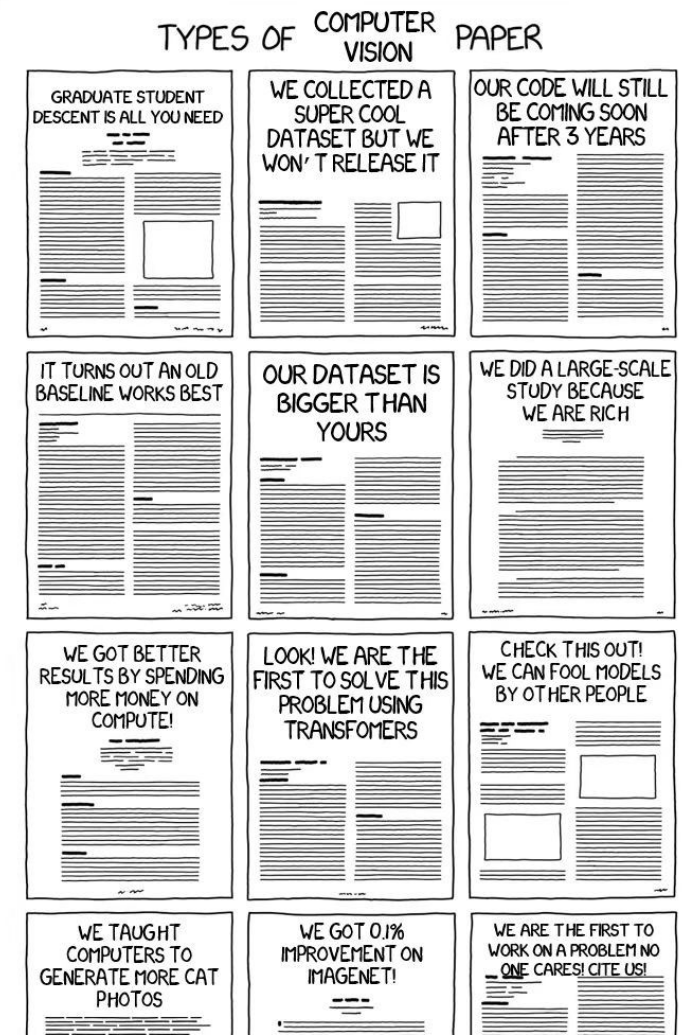 TYPES OF COMPUTER VISION PAPER
GRADUATE STUDENT
DESCENT IS ALL YOU NEED
WE COLLECTED A
SUPER COOL
DATASET BUT WE
WON'T RELEASE IT
OUR CODE WILL STILL
BE COMING SOON
AFTER 3 YEARS
IT TURNS OUT AN OLD
BASELINE WORKS BEST
OUR DATASET IS
BIGGER THAN
YOURS
WE DID A LARGE-SCALE
STUDY BECAUSE
WE ARE RICH
WE GOT BETTER
RESULTS BY SPENDING
MORE MONEY ON
COMPUTE!
LOOK! WE ARE THE
FIRST TO SOLVE THIS
PROBLEM USING
TRANSFOMERS
CHECK THIS OUT!
WE CAN FOOL MODELS
BY OTHER PEOPLE
WE TAUGHT
COMPUTERS TO
GENERATE MORE CAT
PHOTOS
WE GOT 0.1%
IMPROVEMENT ON
IMAGENET!
WE ARE THE FIRST TO
WORK ON A PROBLEM NO
ONE CARES! CITE US!